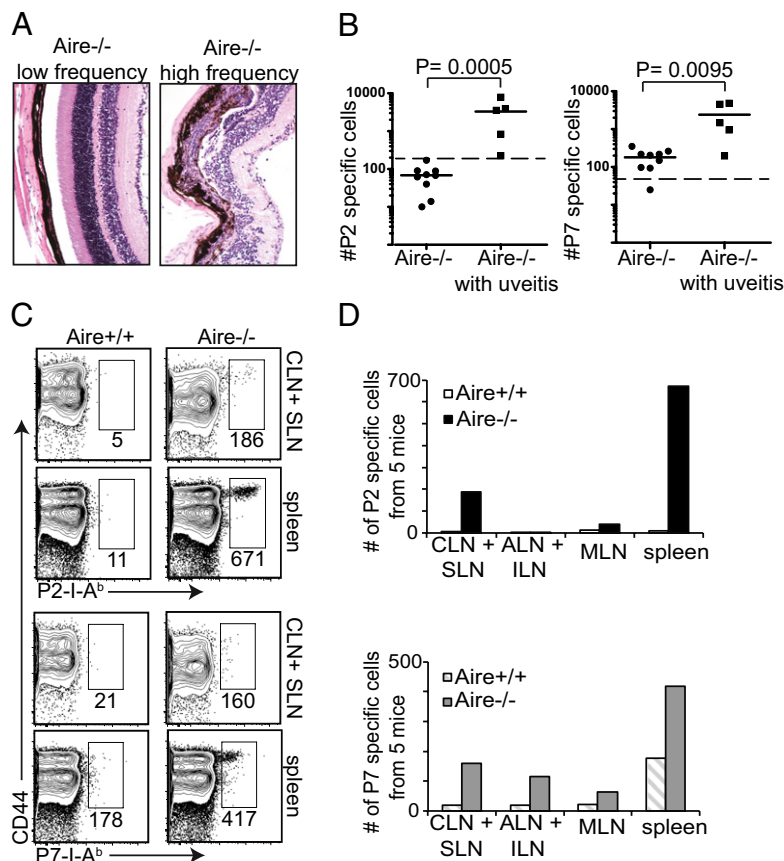 A
Aire-/-
low frequency
Aire-/-
high frequency
B
P= 0.0005
10000
100
#P2 specific cells
Aire-/-
Aire-/-
with uveitis
P= 0.0095
10000
100
#P7 specific cells
Aire-/-
Aire-/-
with uveitis
C
Aire+/+
Aire-/-
5
186
CLN+ SLN
11
671
spleen
P2-I-Aᵇ
21
160
CLN+ SLN
178
417
spleen
CD44
P7-I-Aᵇ
D
700
0
# of P2 specific cells
from 5 mice
Aire+/+
Aire-/-
CLN +
SLN
ALN +
ILN
MLN
spleen
500
0
# of P7 specific cells
from 5 mice
Aire+/+
Aire-/-
CLN +
SLN
ALN +
ILN
MLN
spleen